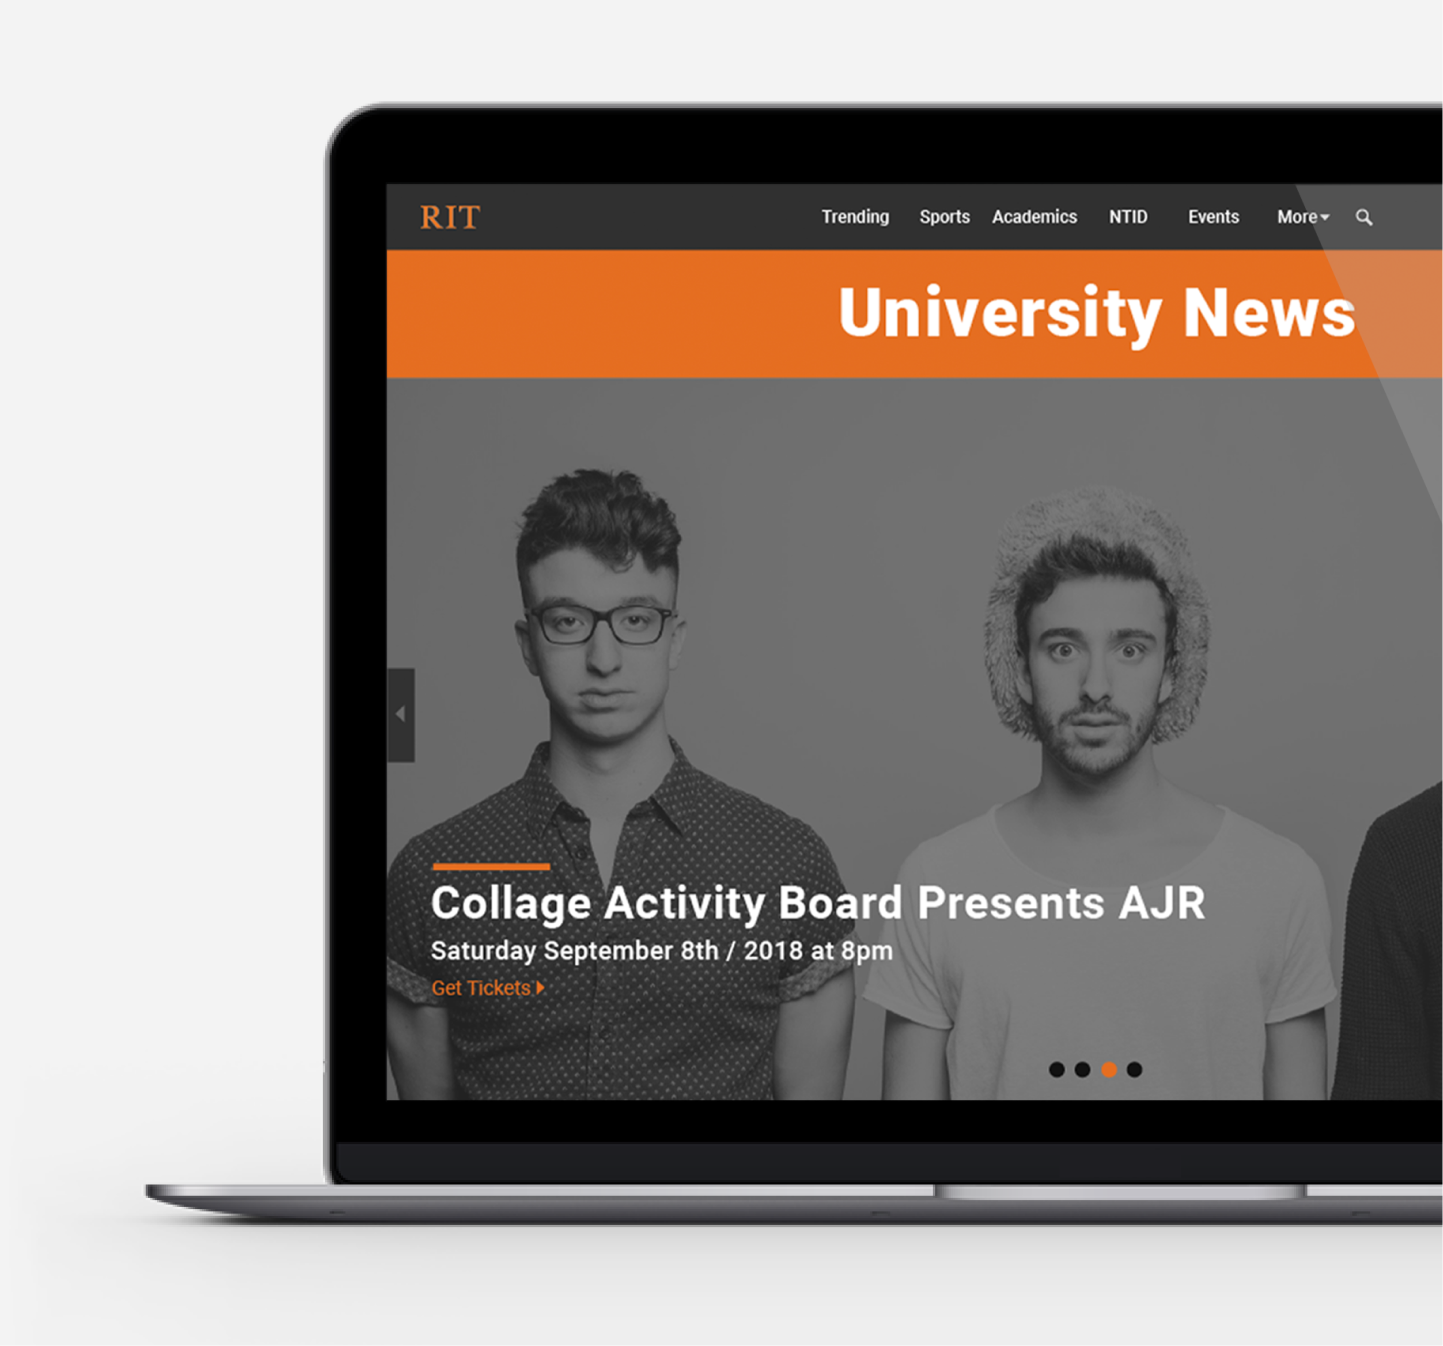 RIT
Trending Sports Academics NTID Events More
University News
Collage Activity Board Presents AJR
Saturday September 8th / 2018 at 8pm
Get Tickets